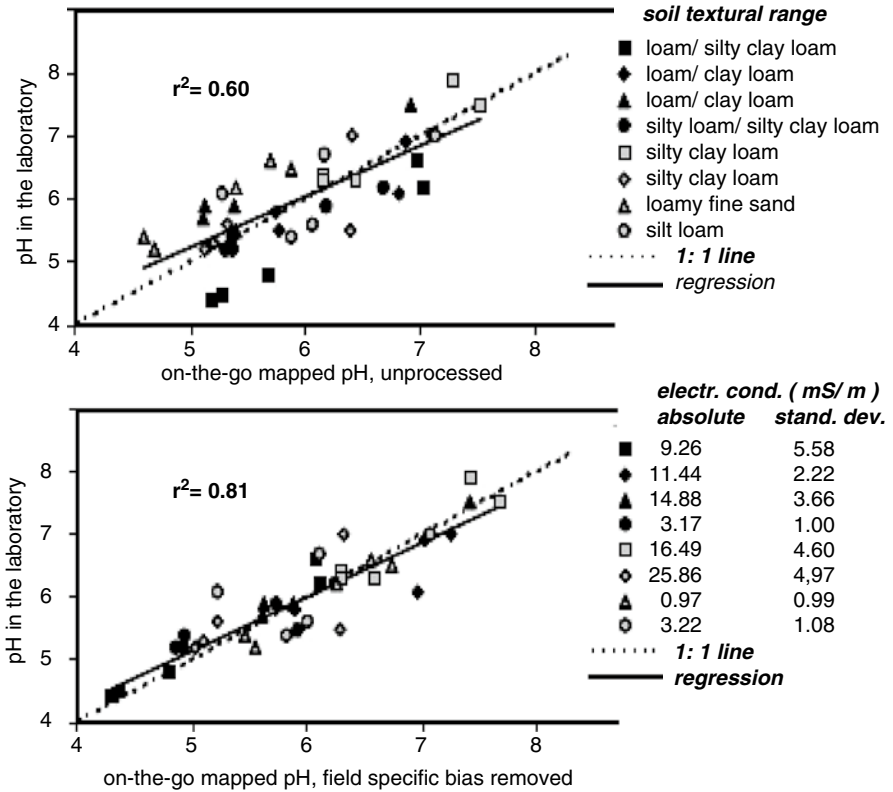 soil textural range
loam/ silty clay loam
loam/ clay loam
loam/ clay loam
silty loam/ silty clay loam
silty clay loam
silty clay loam
loamy fine sand
silt loam
1: 1 line
regression
pH in the laboratory
r²= 0.60
8
7
6
5
4
4 5 6 7 8
on-the-go mapped pH, unprocessed
electr. cond. ( mS/ m )
absolute stand. dev.
9.26 5.58
11.44 2.22
14.88 3.66
3.17 1.00
16.49 4.60
25.86 4,97
0.97 0.99
3.22 1.08
1: 1 line
regression
pH in the laboratory
r²= 0.81
8
7
6
5
4
4 5 6 7 8
on-the-go mapped pH, field specific bias removed